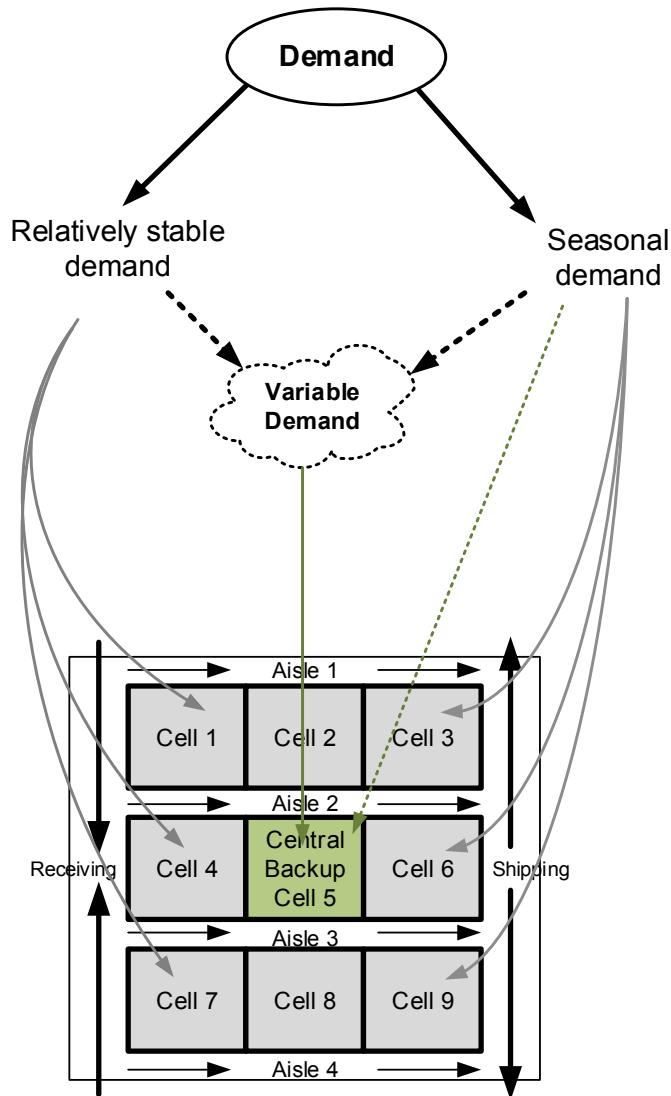 Demand
Relatively stable
demand
Seasonal
demand
Variable
Demand
Aisle 1
Cell 1
Cell 2
Cell 3
Aisle 2
Receiving
Cell 4
Central
Backup
Cell 5
Cell 6
Shipping
Aisle 3
Cell 7
Cell 8
Cell 9
Aisle 4